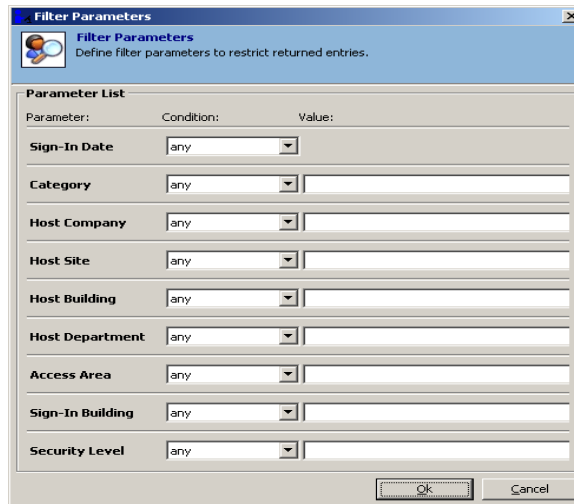 Filter Parameters
Filter Parameters
Define filter parameters to restrict returned entries.
Parameter List
Parameter: Condition: Value:
Sign-In Date any
Category any
Host Company any
Host Site any
Host Building any
Host Department any
Access Area any
Sign-In Building any
Security Level any
Ok Cancel